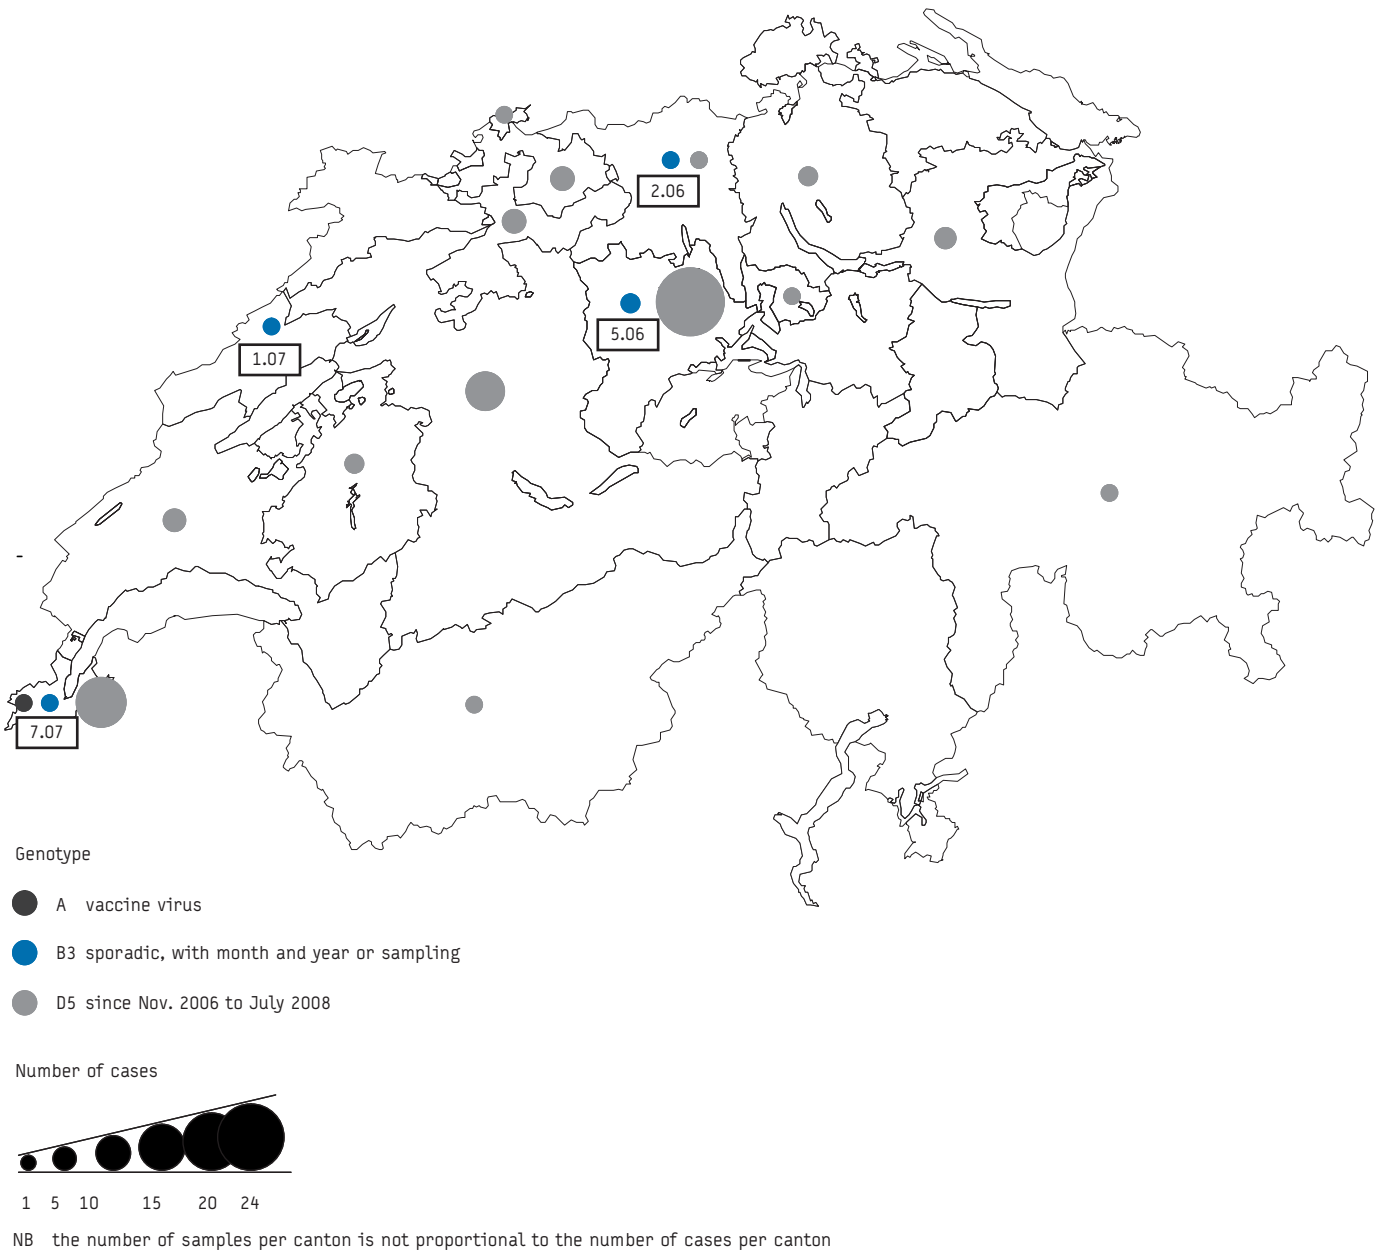 2.06
5.06
1.07
7.07
Genotype
A vaccine virus
B3 sporadic, with month and year or sampling
D5 since Nov. 2006 to July 2008
Number of cases
1 5 10 15 20 24
NB the number of samples per canton is not proportional to the number of cases per canton